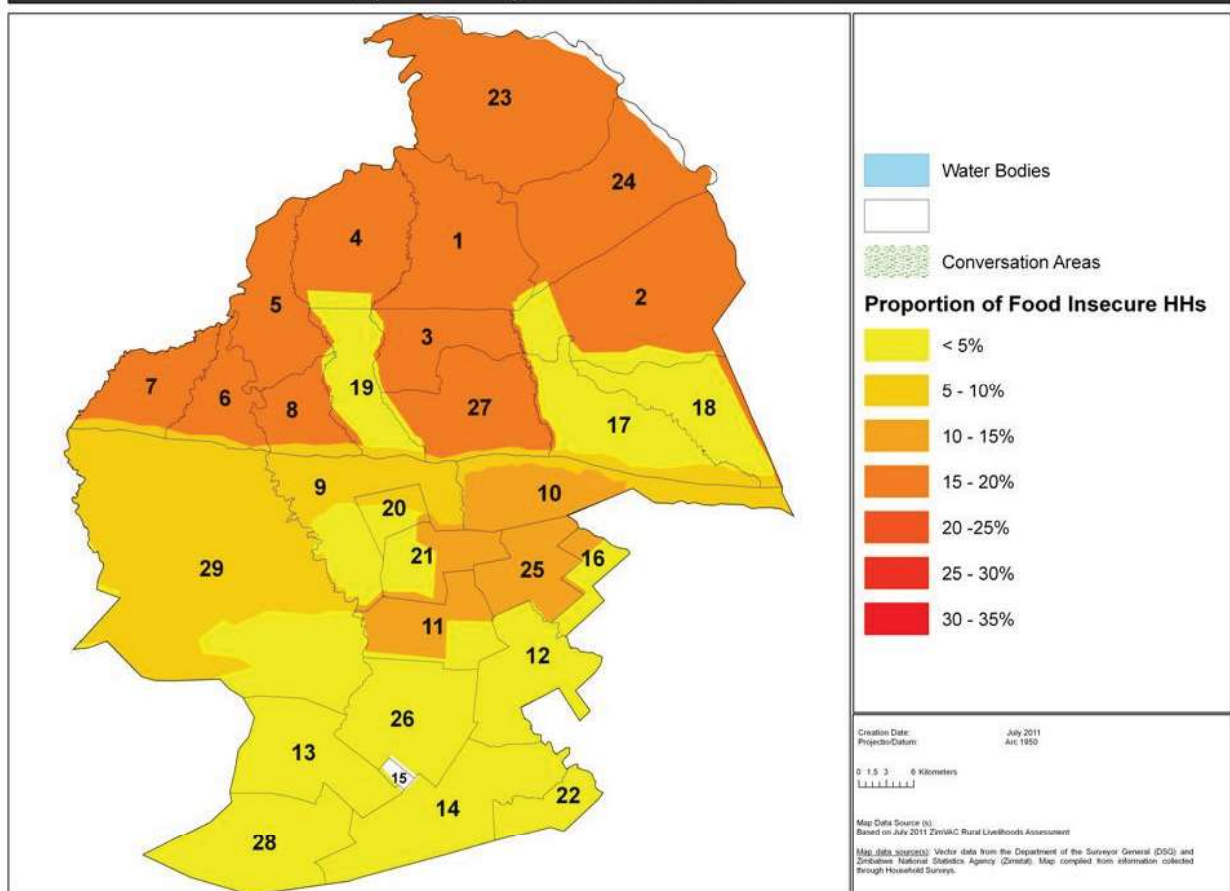 23
24
4
1
2
5
3
7
6
8
19
27
17
18
9
20
10
21
16
25
29
11
12
26
13
15
14
22
28
Water Bodies
Conversation Areas
Proportion of Food Insecure HHs
< 5%
5 - 10%
10 - 15%
15 - 20%
20 -25%
25 - 30%
30 - 35%
Creation Date: July 2011
Projectio/Datum: Arc 1950
0 1.5 3 6 Kilometers
Map Data Source (s):
Based on July 2011 ZimVAC Rural Livelihoods Assessment
Map data source(s): Vector data from the Department of the Surveyor General (DSG) and
Zimbabwe National Statistics Agency (Zimstat). Map compiled from information collected
through Household Surveys.